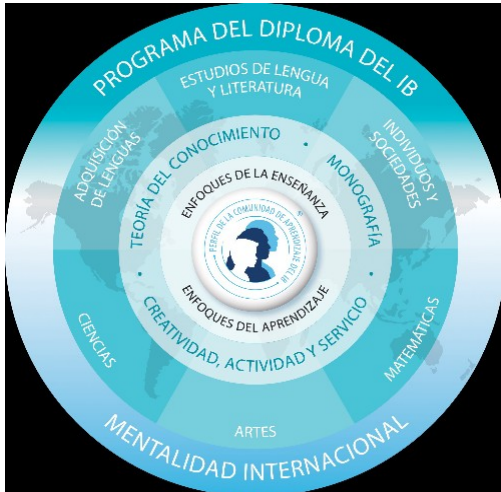 PROGRAMA DEL DIPLOMA DEL IB
ESTUDIOS DE LENGUA
Y LITERATURA
ADQUISICIÓN
DE LENGUAS
INDIVIDUOS Y
SOCIEDADES
TEORÍA DEL CONOCIMIENTO • MONOGRAFÍA •
ENFOQUES DE LA ENSEÑANZA
PERFIL DE LA COMUNIDAD DE APRENDIZAJE DEL IB
ENFOQUES DEL APRENDIZAJE
CREATIVIDAD, ACTIVIDAD Y SERVICIO •
CIENCIAS
MATEMÁTICAS
ARTES
MENTALIDAD INTERNACIONAL